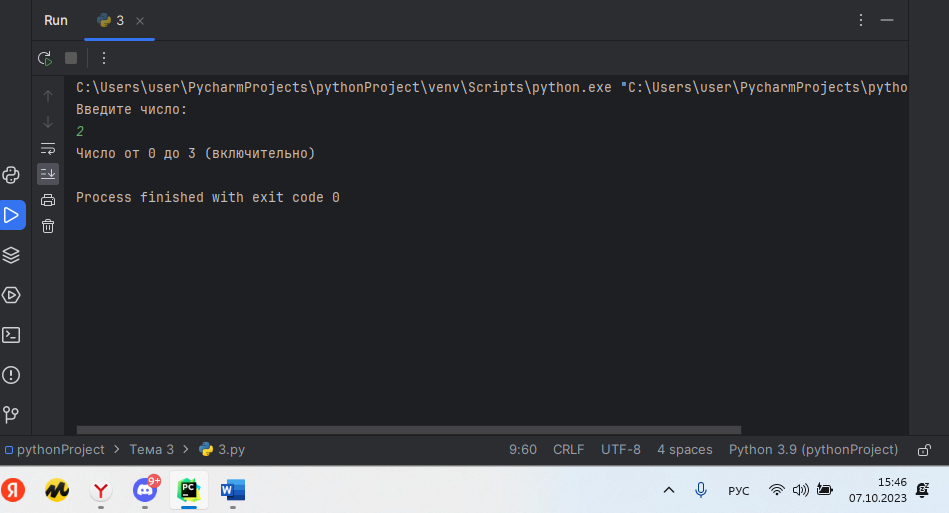 Run 3
C:\Users\user\PycharmProjects\pythonProject\venv\Scripts\python.exe "C:\Users\user\PycharmProjects\pytho
Введите число:
2
Число от 0 до 3 (включительно)
Process finished with exit code 0
pythonProject > Тема 3 > 3.py 9:60 CRLF UTF-8 4 spaces Python 3.9 (pythonProject)
Я 9+ PC W РУС 15:46
07.10.2023